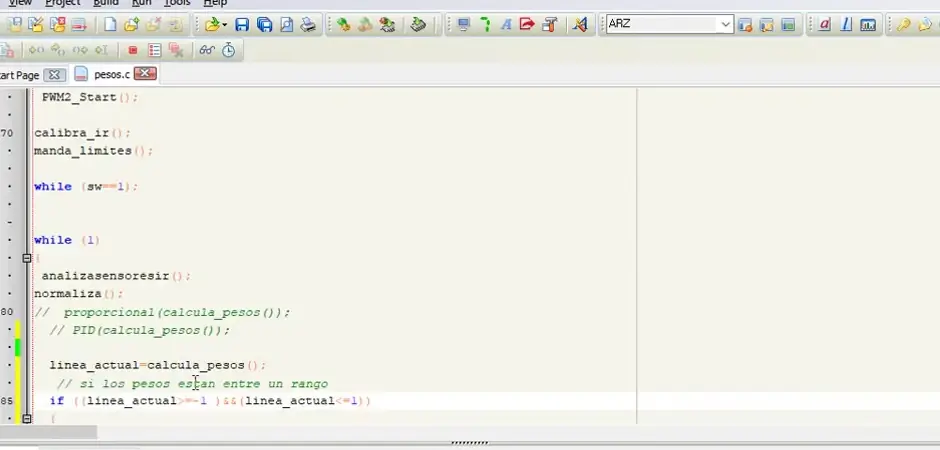 View Project Build Run Tools Help
ARZ
art Page pesos.c
PWM2_Start();
70
calibra_ir();
manda_limites();
while (sw==1);
while (1)
{
analizasensoresir();
normaliza();
80
// proporcional(calcula_pesos());
// PID(calcula_pesos());
linea_actual=calcula_pesos();
// si los pesos estan entre un rango
85
if ((linea_actual>=-1 )&&(linea_actual<=1))
{